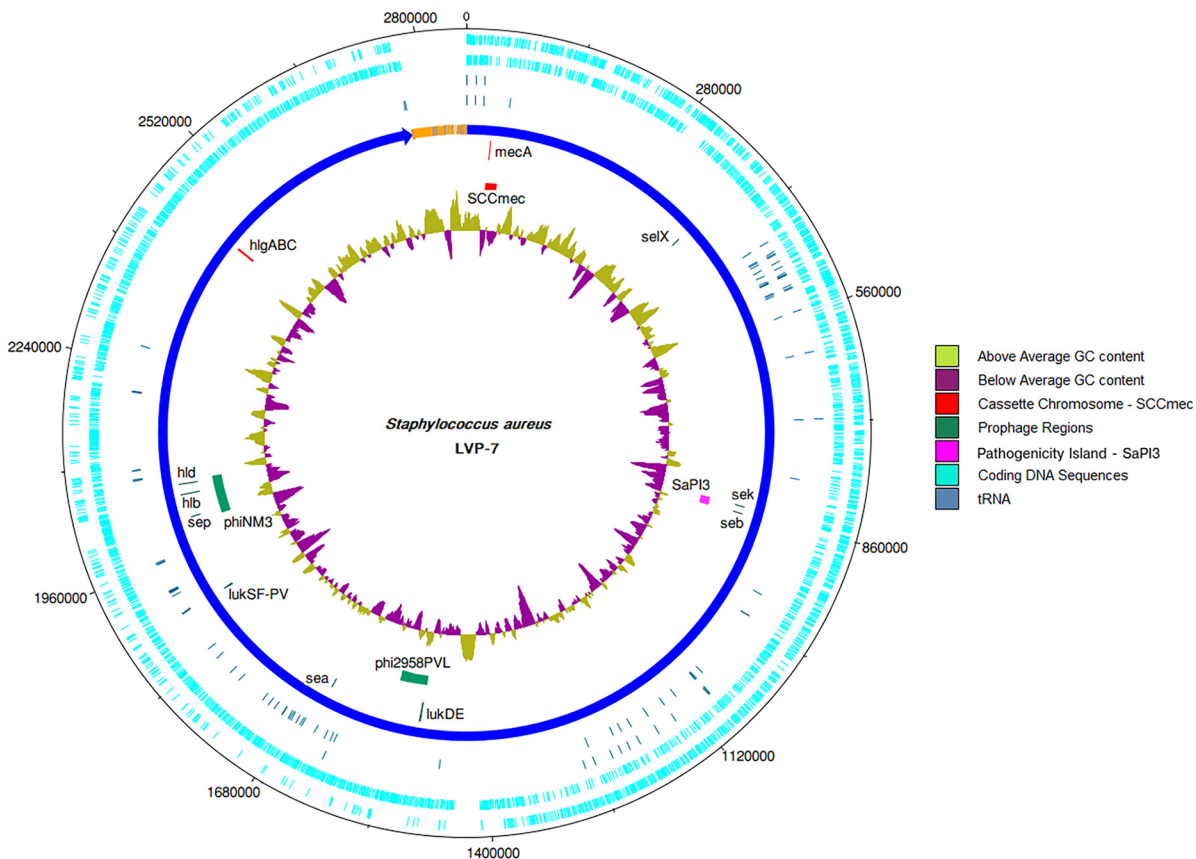 2800000
0
280000
2520000
mecA
SCCmec
selX
hlgABC
560000
2240000
Above Average GC content
Below Average GC content
Cassette Chromosome - SCCmec
Prophage Regions
Pathogenicity Island - SaPI3
Coding DNA Sequences
tRNA
Staphylococcus aureus
LVP-7
hld
hlb
sep
phiNM3
SaPI3
sek
seb
860000
1960000
lukSF-PV
phi2958PVL
sea
lukDE
1120000
1680000
1400000